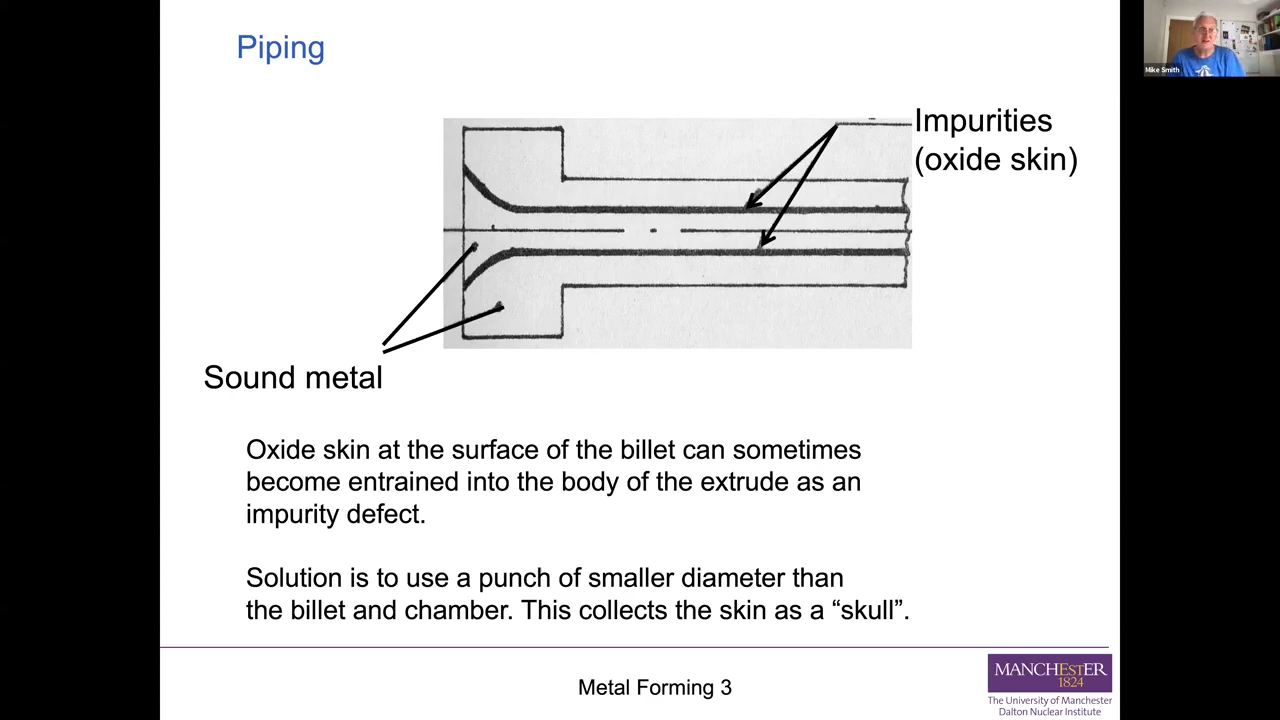 Piping
Mike Smith
Impurities
(oxide skin)
Sound metal
Oxide skin at the surface of the billet can sometimes
become entrained into the body of the extrude as an
impurity defect.
Solution is to use a punch of smaller diameter than
the billet and chamber. This collects the skin as a “skull”.
Metal Forming 3
MANCHESTER
1824
The University of Manchester
Dalton Nuclear Institute